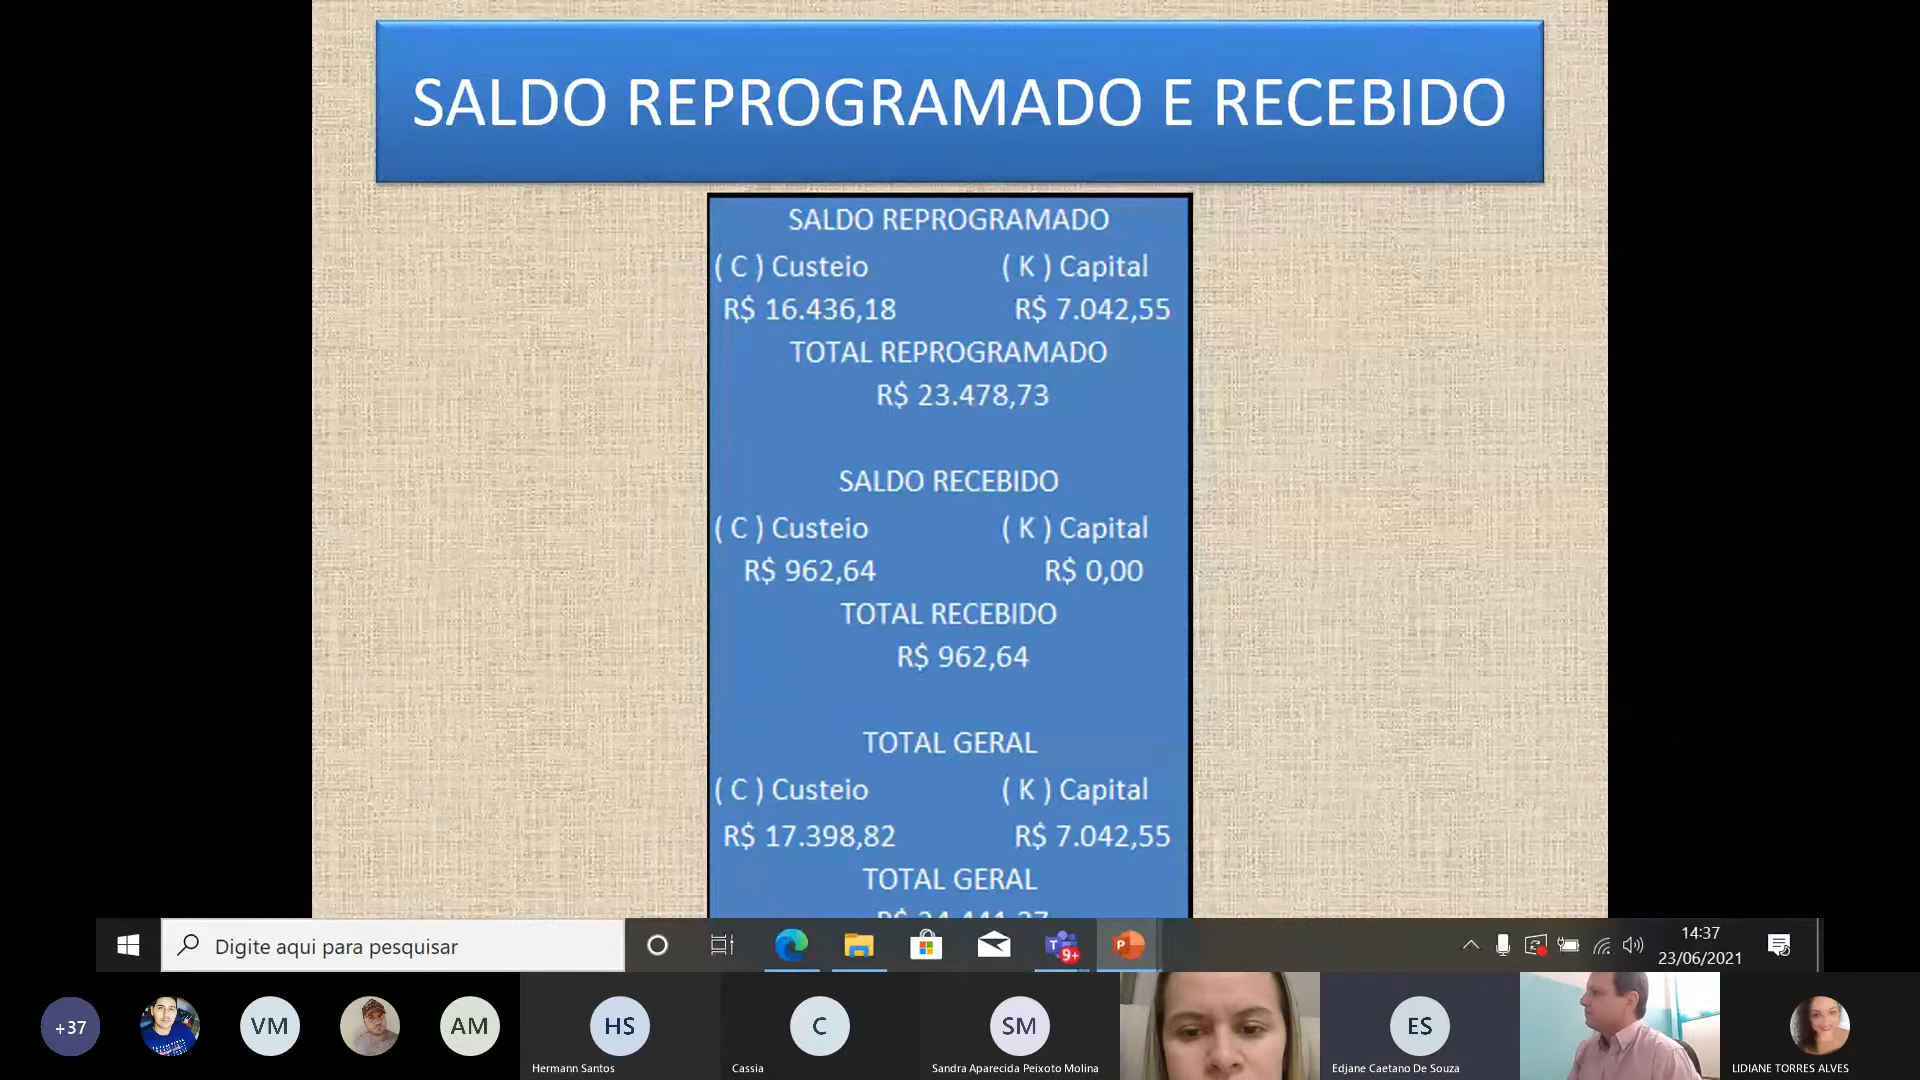 SALDO REPROGRAMADO E RECEBIDO
SALDO REPROGRAMADO
( C ) Custeio ( K ) Capital
R$ 16.436,18 R$ 7.042,55
TOTAL REPROGRAMADO
R$ 23.478,73
SALDO RECEBIDO
( C ) Custeio ( K ) Capital
R$ 962,64 R$ 0,00
TOTAL RECEBIDO
R$ 962,64
TOTAL GERAL
( C ) Custeio ( K ) Capital
R$ 17.398,82 R$ 7.042,55
TOTAL GERAL
Digite aqui para pesquisar
9+
14:37
23/06/2021
+37 VM AM HS C SM ES
Hermann Santos Cassia Sandra Aparecida Peixoto Molina Edjane Caetano De Souza LIDIANE TORRES ALVES